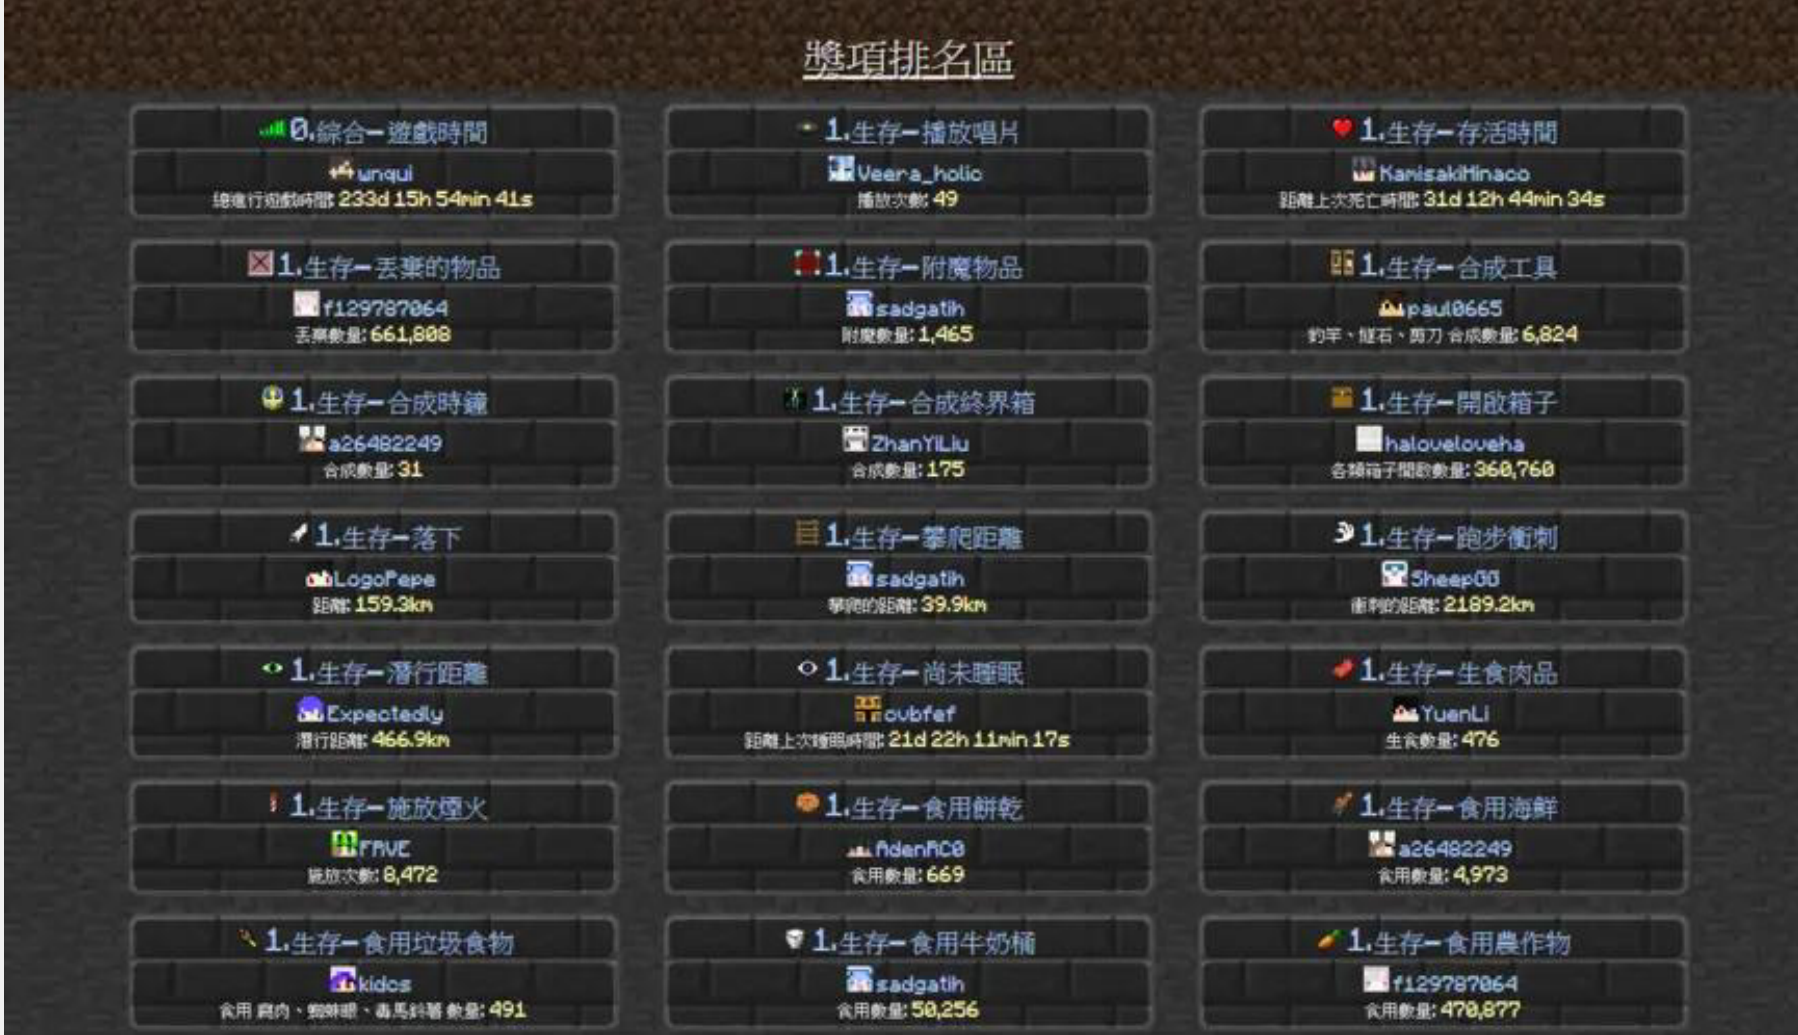 獎項排名區
0.綜合-遊戲時間
wnqui
總進行遊戲時間: 233d 15h 54min 41s
1.生存-播放唱片
Veera_holic
播放次數: 49
1.生存-存活時間
KamisakiMinaco
距離上次死亡時間: 31d 12h 44min 34s
1.生存-丟棄的物品
f129787064
丟棄數量: 661,808
1.生存-附魔物品
sadgatih
附魔數量: 1,465
1.生存-合成工具
paul0665
釣竿、燧石、剪刀 合成數量: 6,824
1.生存-合成時鐘
a26482249
合成數量: 31
1.生存-合成終界箱
ZhanYiLiu
合成數量: 175
1.生存-開啟箱子
haloveloveha
各類箱子開啟數量: 360,760
1.生存-落下
LogoPepe
距離: 159.3km
1.生存-攀爬距離
sadgatih
攀爬的距離: 39.9km
1.生存-跑步衝刺
SheepGG
衝刺的距離: 2189.2km
1.生存-潛行距離
Expectedly
潛行距離: 466.9km
1.生存-尚未睡眠
ovbfef
距離上次睡眠時間: 21d 22h 11min 17s
1.生存-生食肉品
YuenLi
生食數量: 476
1.生存-施放煙火
FAVE
施放次數: 8,472
1.生存-食用餅乾
AdenRC0
食用數量: 669
1.生存-食用海鮮
a26482249
食用數量: 4,973
1.生存-食用垃圾食物
kidcs
食用 腐肉、蜘蛛眼、毒馬鈴薯 數量: 491
1.生存-食用牛奶桶
sadgatih
食用數量: 50,256
1.生存-食用農作物
f129787064
食用數量: 470,877